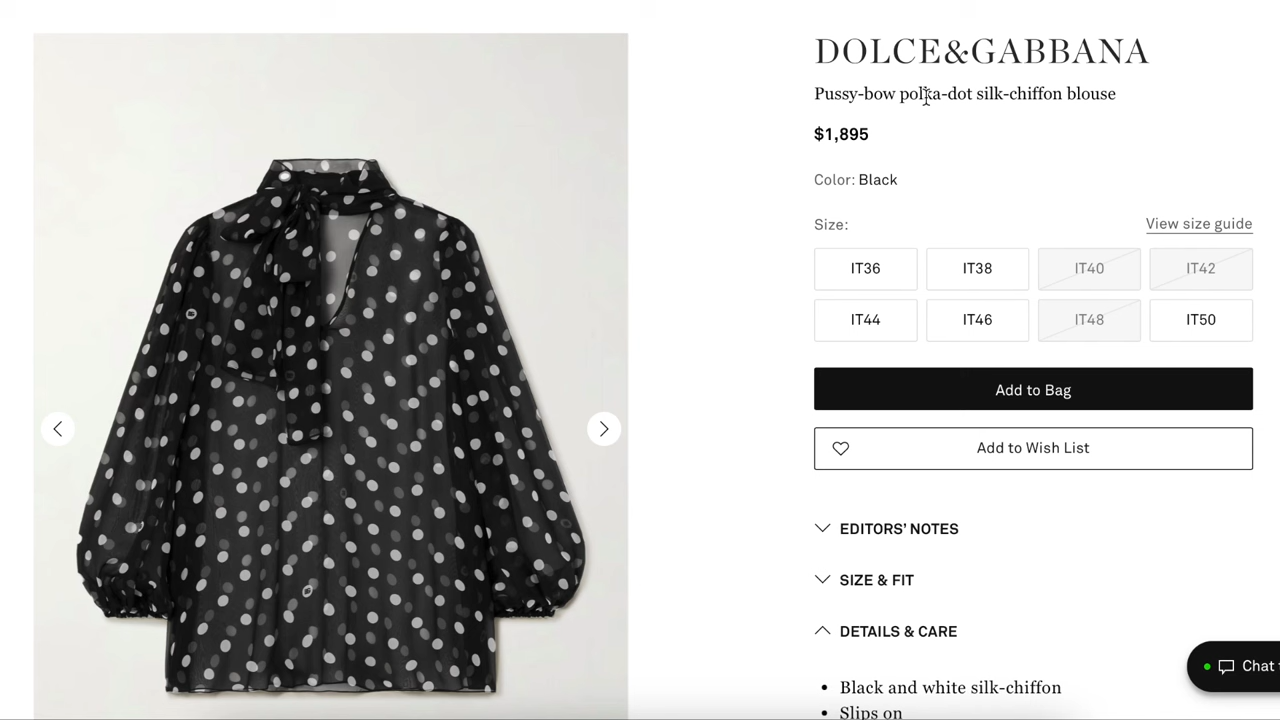 DOLCE&GABBANA
Pussy-bow polka-dot silk-chiffon blouse
$1,895
Color: Black
Size:
View size guide
IT36
IT38
IT40
IT42
IT44
IT46
IT48
IT50
Add to Bag
Add to Wish List
EDITORS’ NOTES
SIZE & FIT
DETAILS & CARE
• Black and white silk-chiffon
• Slips on
Chat